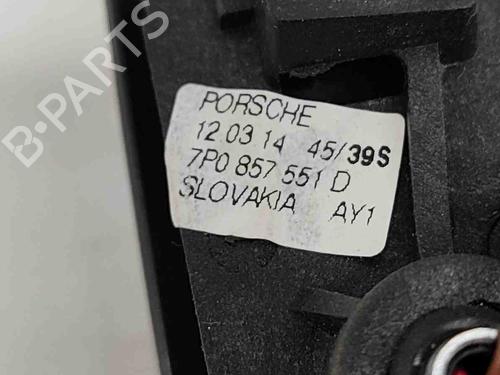 PORSCHE
12.03.14 45/39S
7P0 857 551 D
SLOVAKIA AY1
B-PARTS